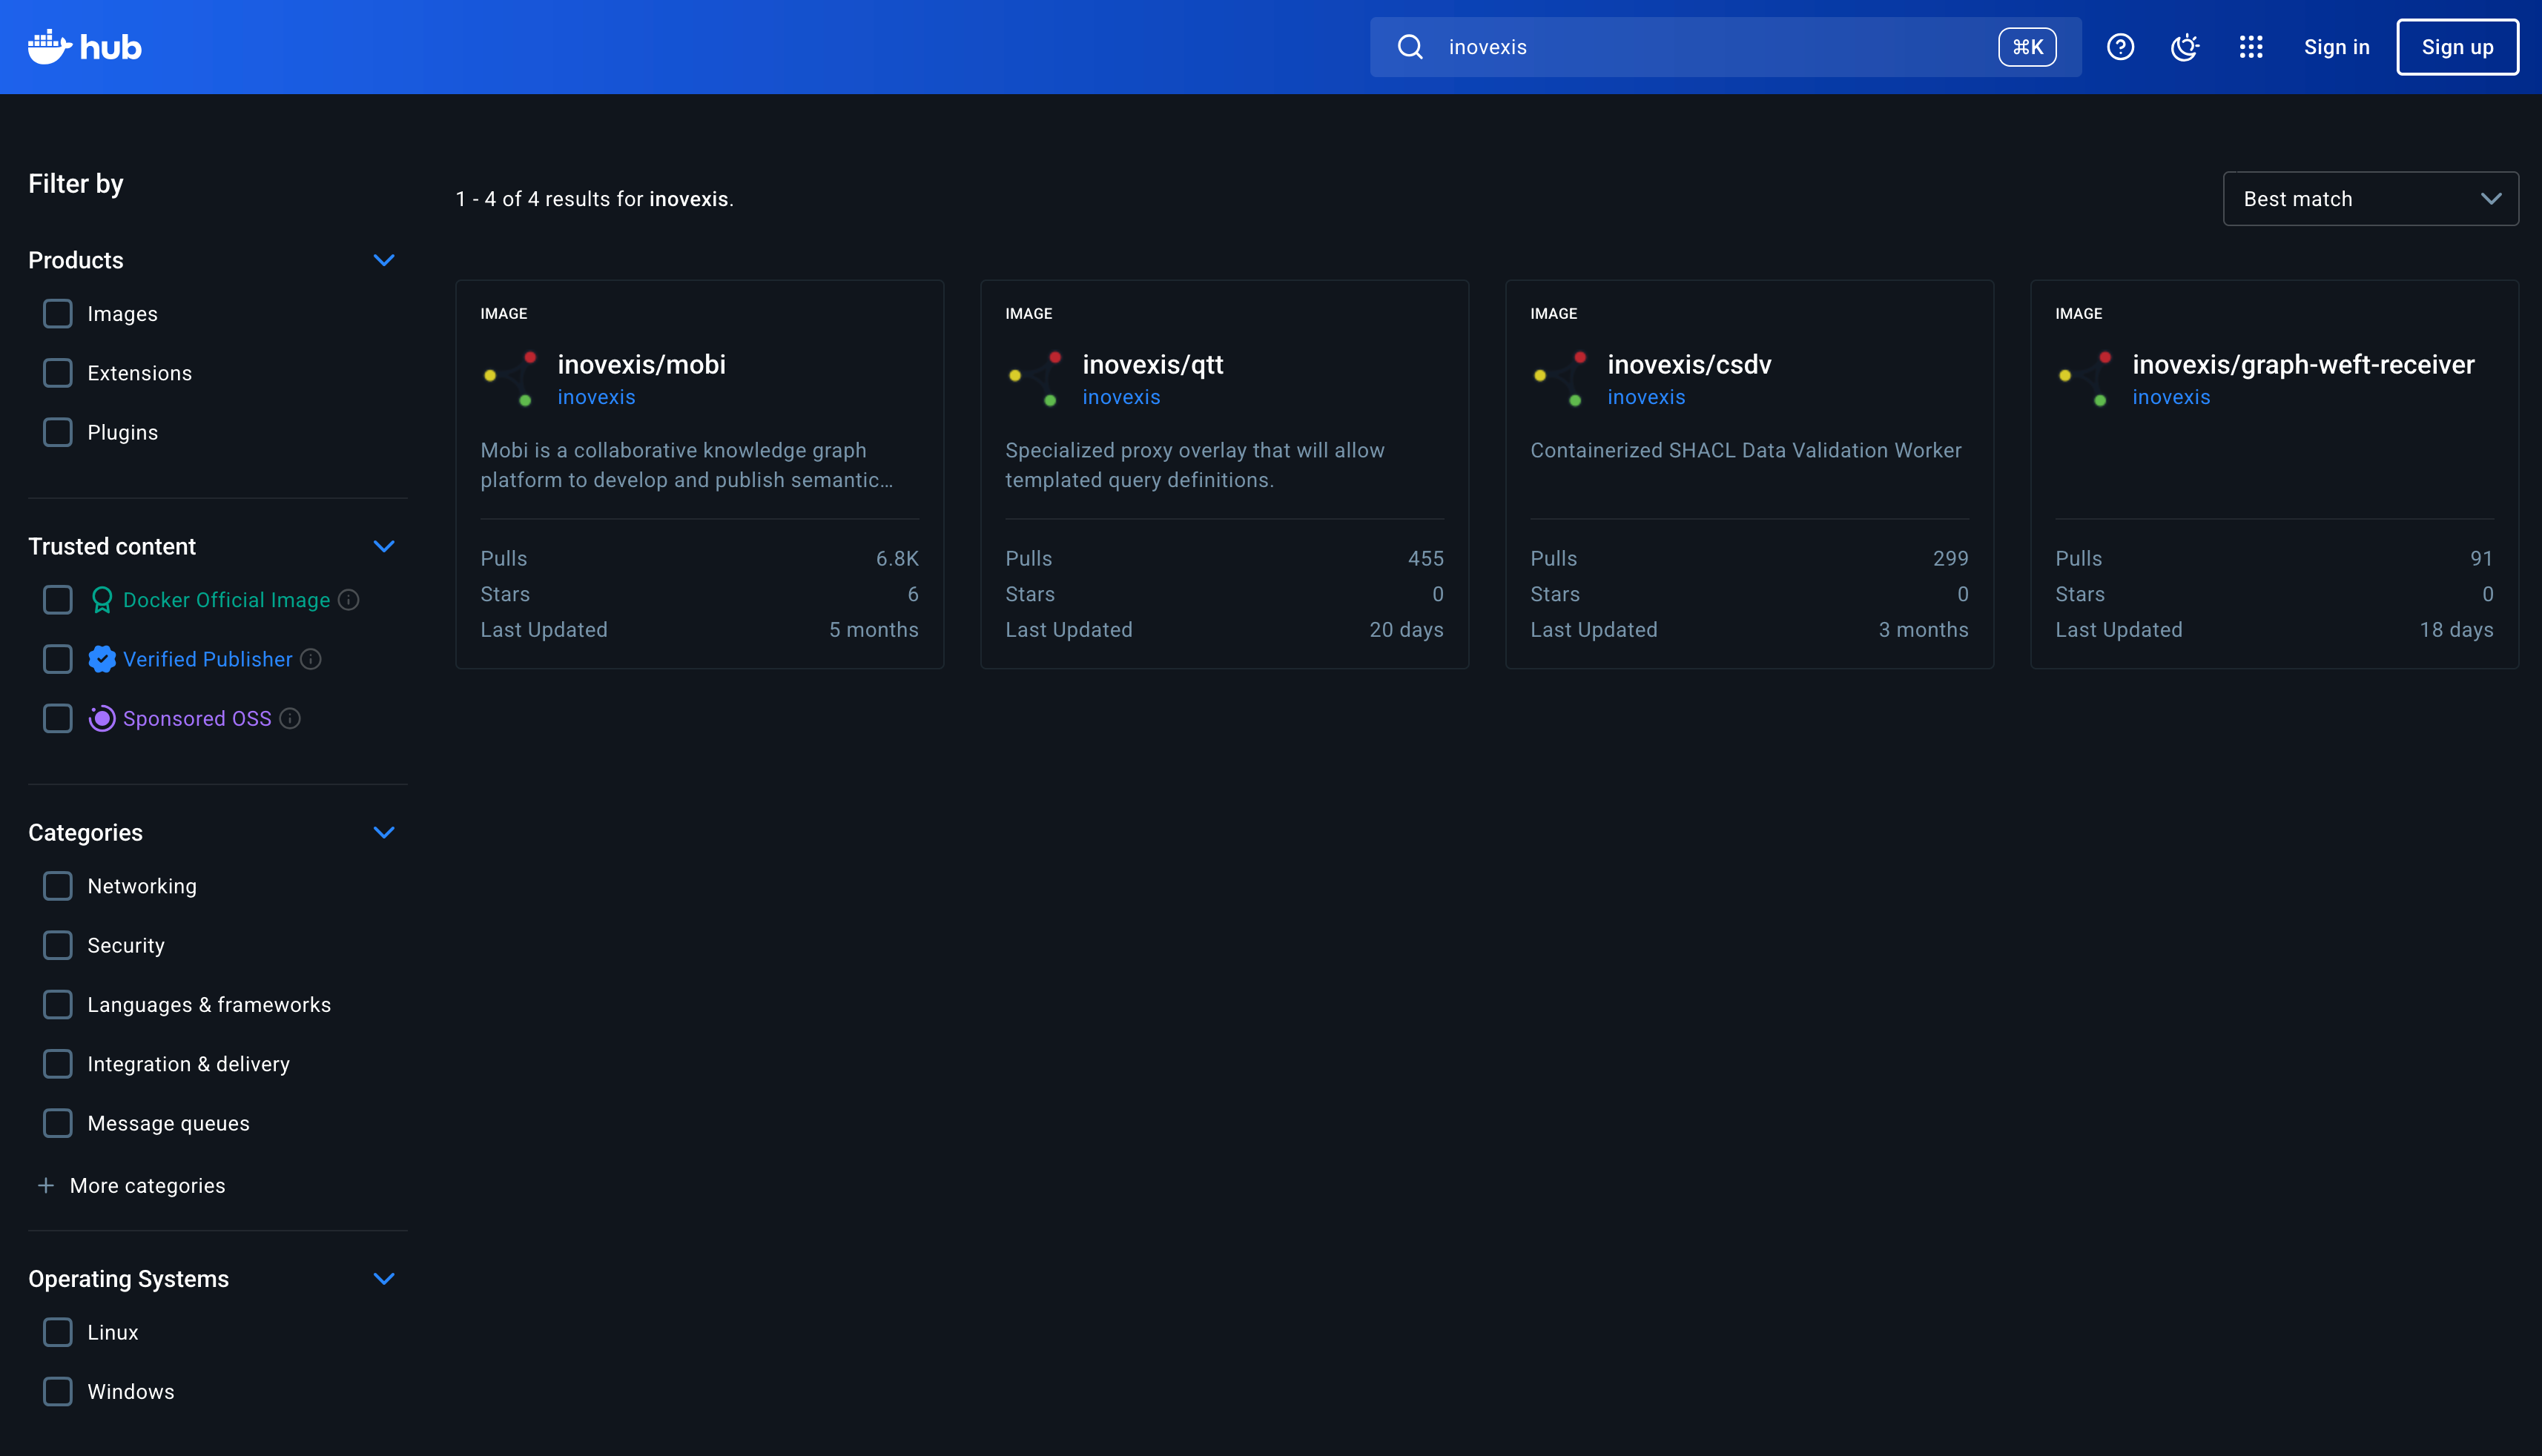 hub
inovexis
⌘K
Sign in
Sign up
Filter by
Products
Images
Extensions
Plugins
Trusted content
Docker Official Image
Verified Publisher
Sponsored OSS
Categories
Networking
Security
Languages & frameworks
Integration & delivery
Message queues
More categories
Operating Systems
Linux
Windows
1 - 4 of 4 results for inovexis.
Best match
IMAGE
inovexis/mobi
inovexis
Mobi is a collaborative knowledge graph
platform to develop and publish semantic…
Pulls 6.8K
Stars 6
Last Updated 5 months
IMAGE
inovexis/qtt
inovexis
Specialized proxy overlay that will allow
templated query definitions.
Pulls 455
Stars 0
Last Updated 20 days
IMAGE
inovexis/csdv
inovexis
Containerized SHACL Data Validation Worker
Pulls 299
Stars 0
Last Updated 3 months
IMAGE
inovexis/graph-weft-receiver
inovexis
Pulls 91
Stars 0
Last Updated 18 days